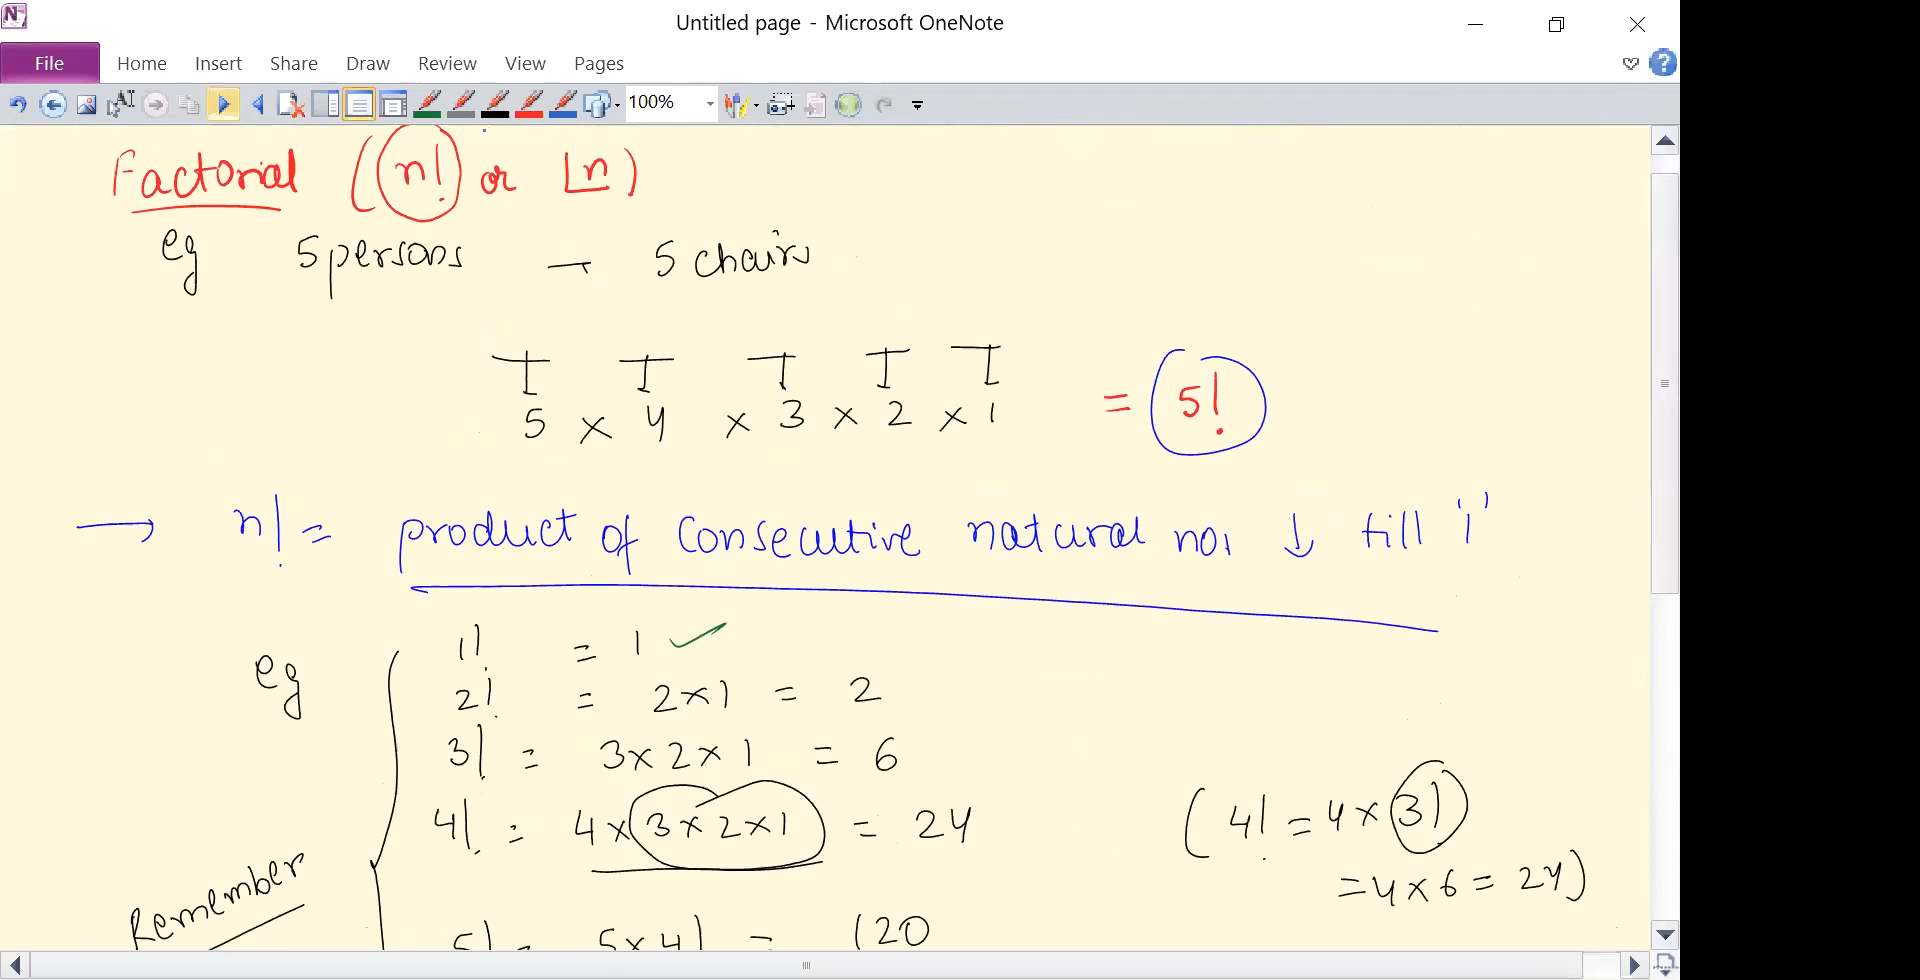 Untitled page - Microsoft OneNote
File Home Insert Share Draw Review View Pages
100%
Factorial (n! or |n)
eg 5 persons → 5 chairs
5 × 4 × 3 × 2 × 1 = 5!
→ n! = product of consecutive natural no. ↓ till '1'
eg 1! = 1 ✓
2! = 2×1 = 2
3! = 3×2×1 = 6
4! = 4×3×2×1 = 24
(4! = 4×3!
=4×6=24)
Remember
5! = 5×4! = 120